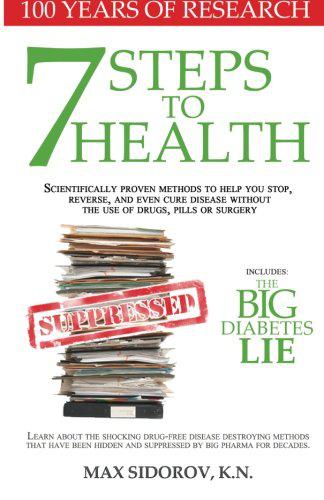 100 YEARS OF RESEARCH
7 STEPS
TO
HEALTH
SCIENTIFICALLY PROVEN METHODS TO HELP YOU STOP,
REVERSE, AND EVEN CURE DISEASE WITHOUT
THE USE OF DRUGS, PILLS OR SURGERY
SUPPRESSED
INCLUDES:
THE
BIG
DIABETES
LIE
LEARN ABOUT THE SHOCKING DRUG-FREE DISEASE DESTROYING METHODS
THAT HAVE BEEN HIDDEN AND SUPPRESSED BY BIG PHARMA FOR DECADES.
MAX SIDOROV, K.N.